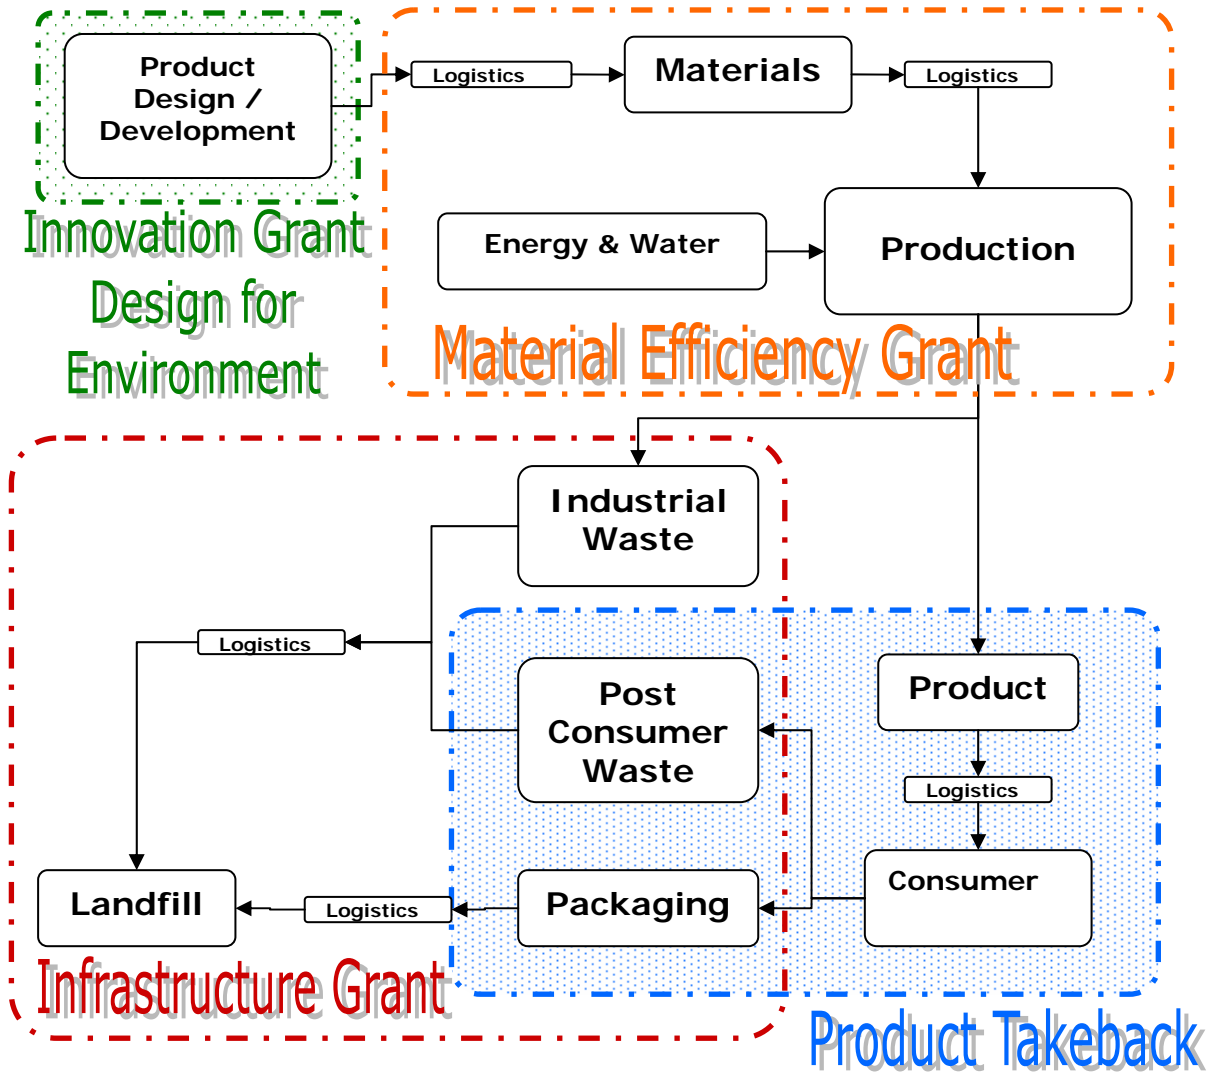 Product
Design /
Development
Logistics
Materials
Logistics
Innovation Grant
Design for
Environment
Energy & Water
Production
Material Efficiency Grant
Industrial
Waste
Logistics
Post
Consumer
Waste
Product
Logistics
Consumer
Landfill
Logistics
Packaging
Infrastructure Grant
Product Takeback